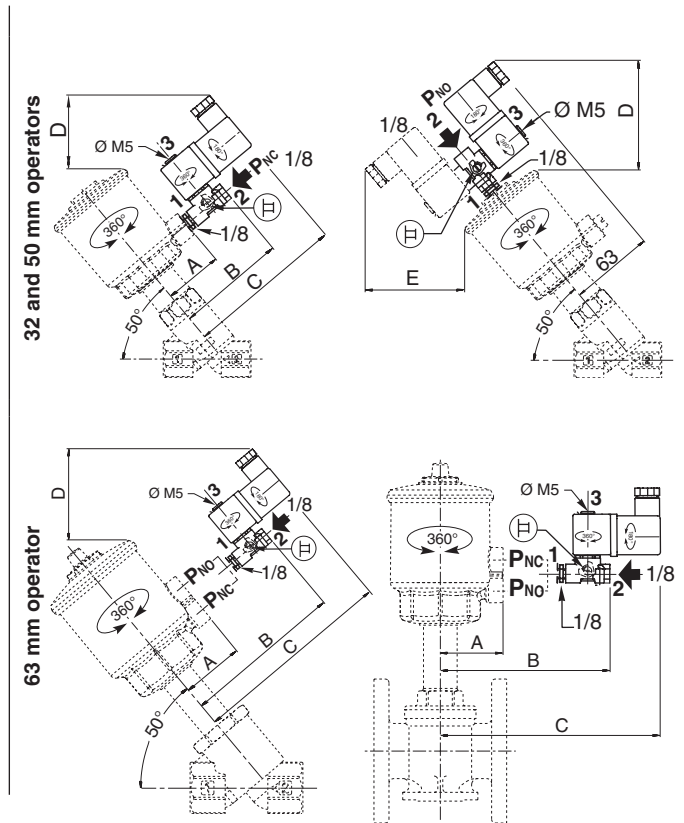 32 and 50 mm operators
D
Ø M5
3
PNC
1/8
1
2
H
1/8
A
B
C
360°
50°
PNO
2
3
Ø M5
D
1/8
1/8
1
H
360°
E
63
50°
63 mm operator
D
Ø M5
3
1/8
1
2
H
PNO
1/8
PNC
360°
A
B
C
50°
Ø M5
3
H
360°
PNC
1
1/8
PNO
2
1/8
A
B
C